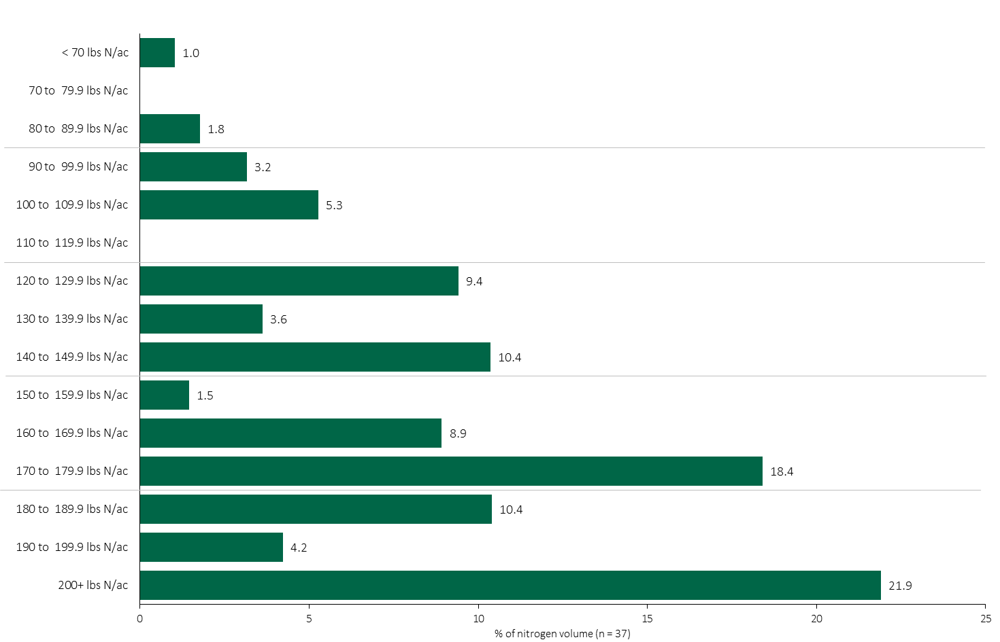 < 70 lbs N/ac 1.0
70 to 79.9 lbs N/ac
80 to 89.9 lbs N/ac 1.8
90 to 99.9 lbs N/ac 3.2
100 to 109.9 lbs N/ac 5.3
110 to 119.9 lbs N/ac
120 to 129.9 lbs N/ac 9.4
130 to 139.9 lbs N/ac 3.6
140 to 149.9 lbs N/ac 10.4
150 to 159.9 lbs N/ac 1.5
160 to 169.9 lbs N/ac 8.9
170 to 179.9 lbs N/ac 18.4
180 to 189.9 lbs N/ac 10.4
190 to 199.9 lbs N/ac 4.2
200+ lbs N/ac 21.9
0 5 10 15 20 25
% of nitrogen volume (n = 37)